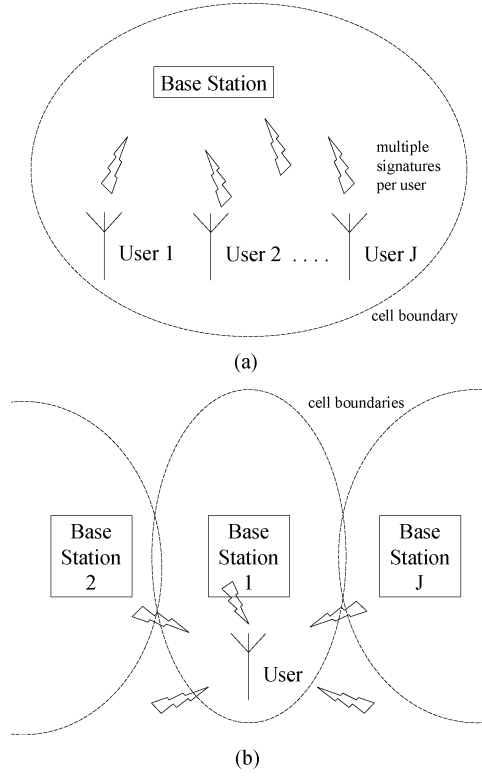 Base Station
multiple
signatures
per user
User 1
User 2 . . . .
User J
cell boundary
(a)
cell boundaries
Base
Station
2
Base
Station
1
Base
Station
J
User
(b)